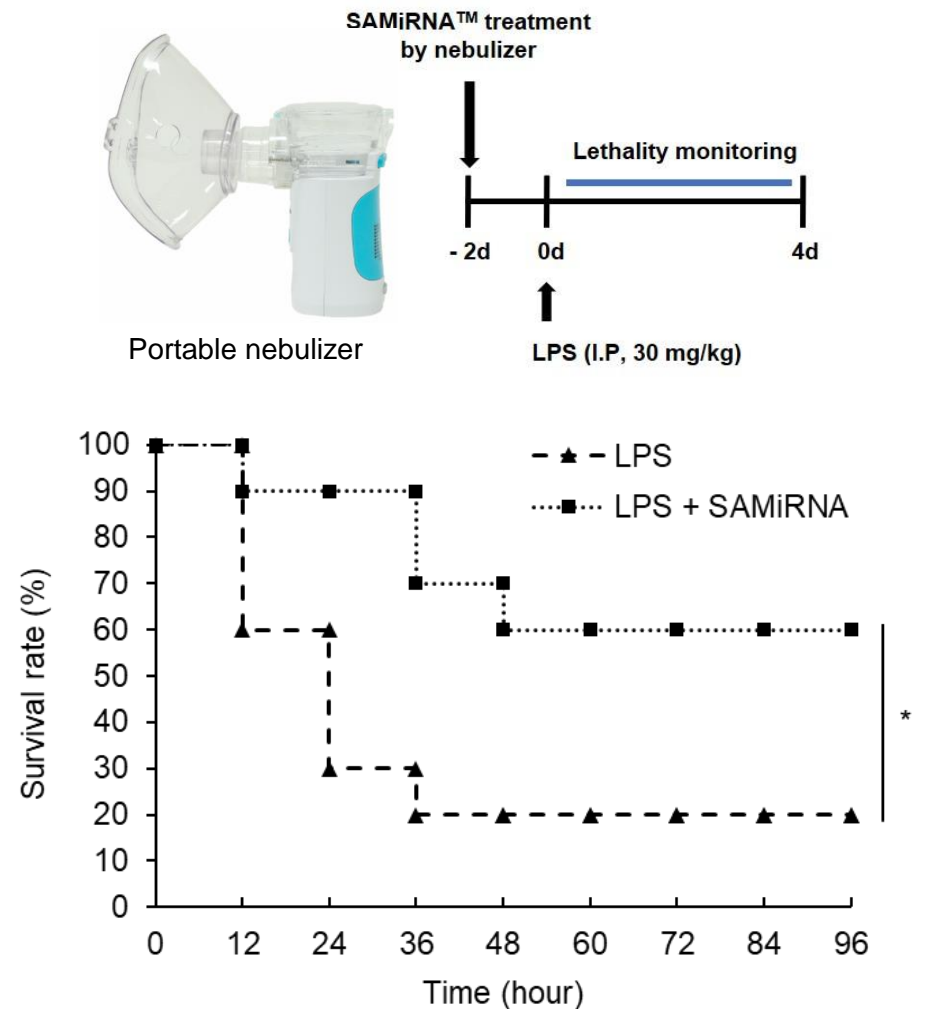 SAMiRNA™ treatment
by nebulizer
Lethality monitoring
- 2d 0d 4d
Portable nebulizer
LPS (I.P, 30 mg/kg)
Survival rate (%)
100
90
80
70
60
50
40
30
20
10
0
LPS
LPS + SAMiRNA
*
0 12 24 36 48 60 72 84 96
Time (hour)